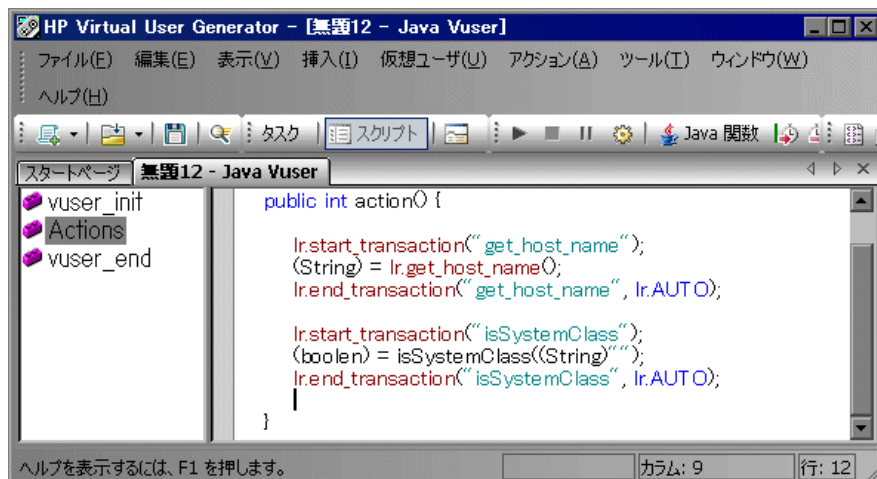 HP Virtual User Generator - [無題12 - Java Vuser]
ファイル(F) 編集(E) 表示(V) 挿入(I) 仮想ユーザ(U) アクション(A) ツール(T) ウィンドウ(W)
ヘルプ(H)
タスク スクリプト Java 関数
スタートページ 無題12 - Java Vuser
vuser_init
Actions
vuser_end
public int action() {
lr.start_transaction("get_host_name");
(String) = lr.get_host_name();
lr.end_transaction("get_host_name", lr.AUTO);
lr.start_transaction("isSystemClass");
(boolen) = isSystemClass((String)"");
lr.end_transaction("isSystemClass", lr.AUTO);
}
ヘルプを表示するには、F1 を押します。 カラム: 9 行: 12